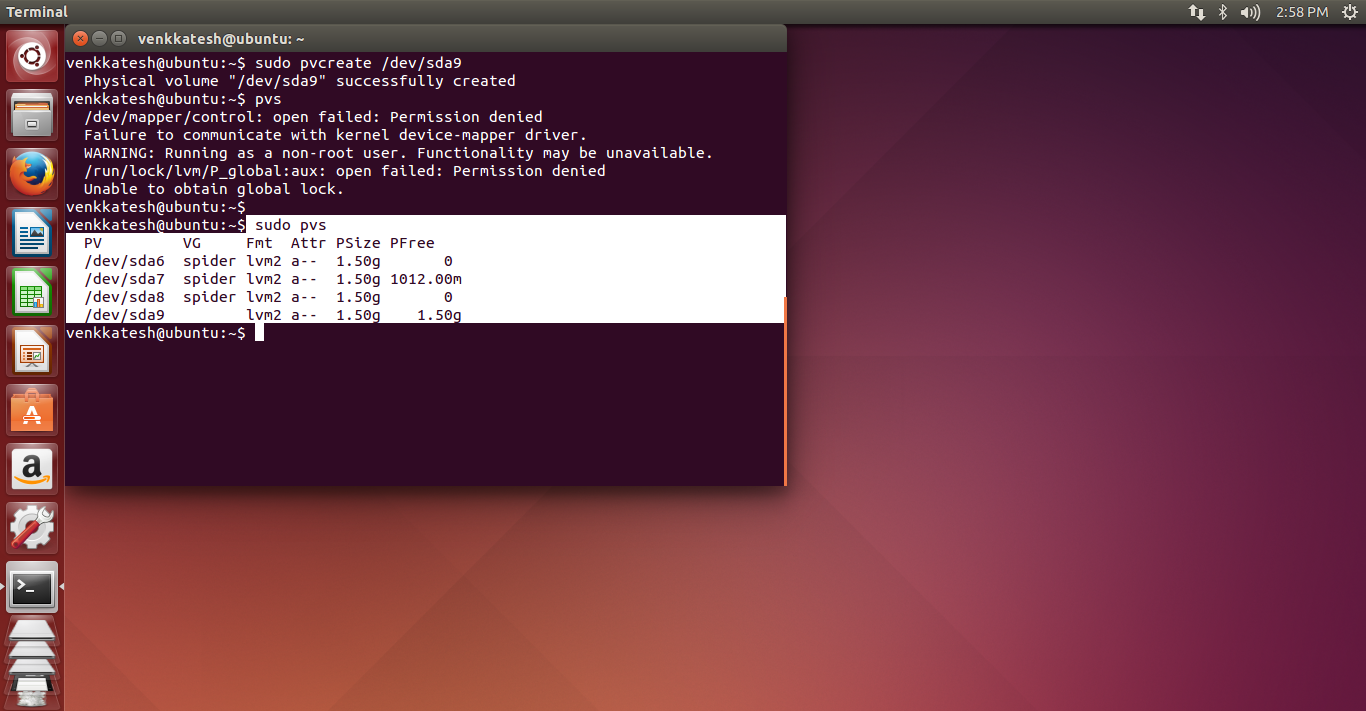 Terminal
2:58 PM
venkkatesh@ubuntu: ~
venkkatesh@ubuntu:~$ sudo pvcreate /dev/sda9
  Physical volume "/dev/sda9" successfully created
venkkatesh@ubuntu:~$ pvs
  /dev/mapper/control: open failed: Permission denied
  Failure to communicate with kernel device-mapper driver.
  WARNING: Running as a non-root user. Functionality may be unavailable.
  /run/lock/lvm/P_global:aux: open failed: Permission denied
  Unable to obtain global lock.
venkkatesh@ubuntu:~$
venkkatesh@ubuntu:~$ sudo pvs
  PV         VG     Fmt  Attr PSize PFree
  /dev/sda6  spider lvm2 a--  1.50g       0
  /dev/sda7  spider lvm2 a--  1.50g 1012.00m
  /dev/sda8  spider lvm2 a--  1.50g       0
  /dev/sda9         lvm2 a--  1.50g    1.50g
venkkatesh@ubuntu:~$
A
a
>_